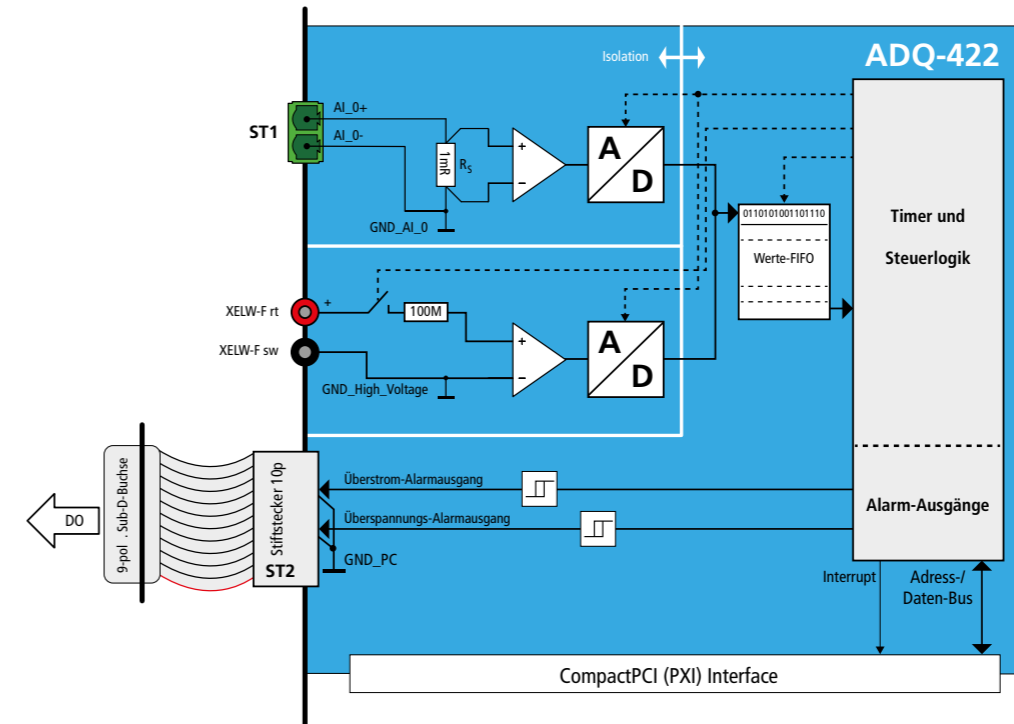 ADQ-422
Isolation
ST1
AI_0+
AI_0-
1mR
RS
+
−
A
D
GND_AI_0
0110101001101110
Werte-FIFO
Timer und
Steuerlogik
XELW-F rt
+
100M
XELW-F sw
+
−
A
D
GND_High_Voltage
9-pol . Sub-D-Buchse
Stiftstecker 10p
ST2
DO
Überstrom-Alarmausgang
Überspannungs-Alarmausgang
GND_PC
Alarm-Ausgänge
Interrupt
Adress-/
Daten-Bus
CompactPCI (PXI) Interface